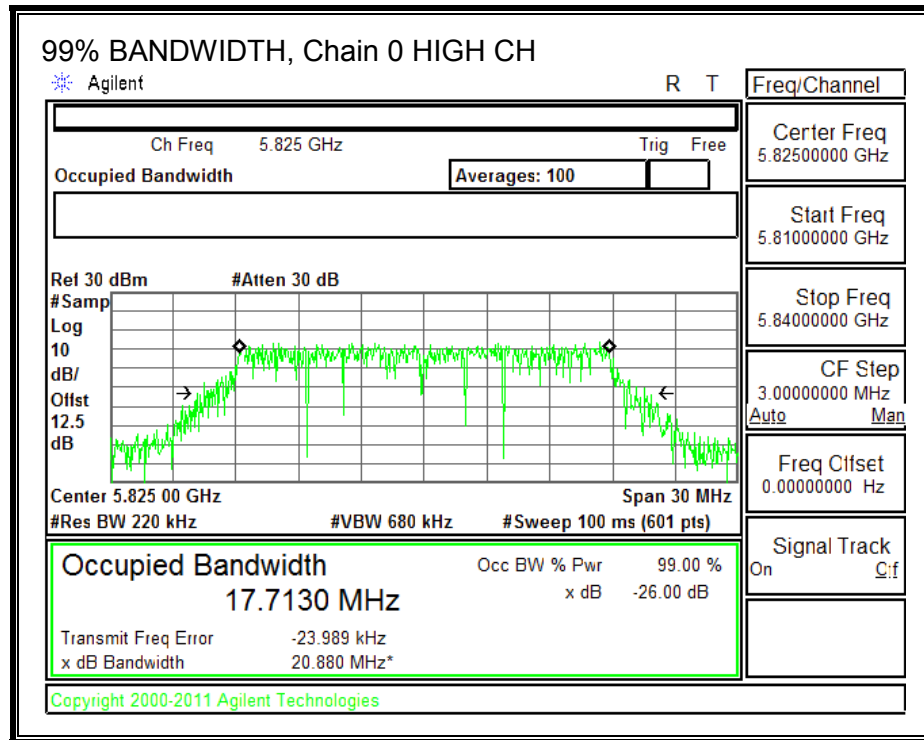 99% BANDWIDTH, Chain 0 HIGH CH
Agilent R T
Freq/Channel
Ch Freq 5.825 GHz Trig Free
Occupied Bandwidth Averages: 100
Center Freq
5.82500000 GHz
Start Freq
5.81000000 GHz
Stop Freq
5.84000000 GHz
CF Step
3.00000000 MHz
Auto Man
Freq Offset
0.00000000 Hz
Signal Track
On Off
Ref 30 dBm #Atten 30 dB
#Samp
Log
10
dB/
Offst
12.5
dB
Center 5.825 00 GHz Span 30 MHz
#Res BW 220 kHz #VBW 680 kHz #Sweep 100 ms (601 pts)
Occupied Bandwidth
17.7130 MHz
Occ BW % Pwr 99.00 %
x dB -26.00 dB
Transmit Freq Error -23.989 kHz
x dB Bandwidth 20.880 MHz*
Copyright 2000-2011 Agilent Technologies